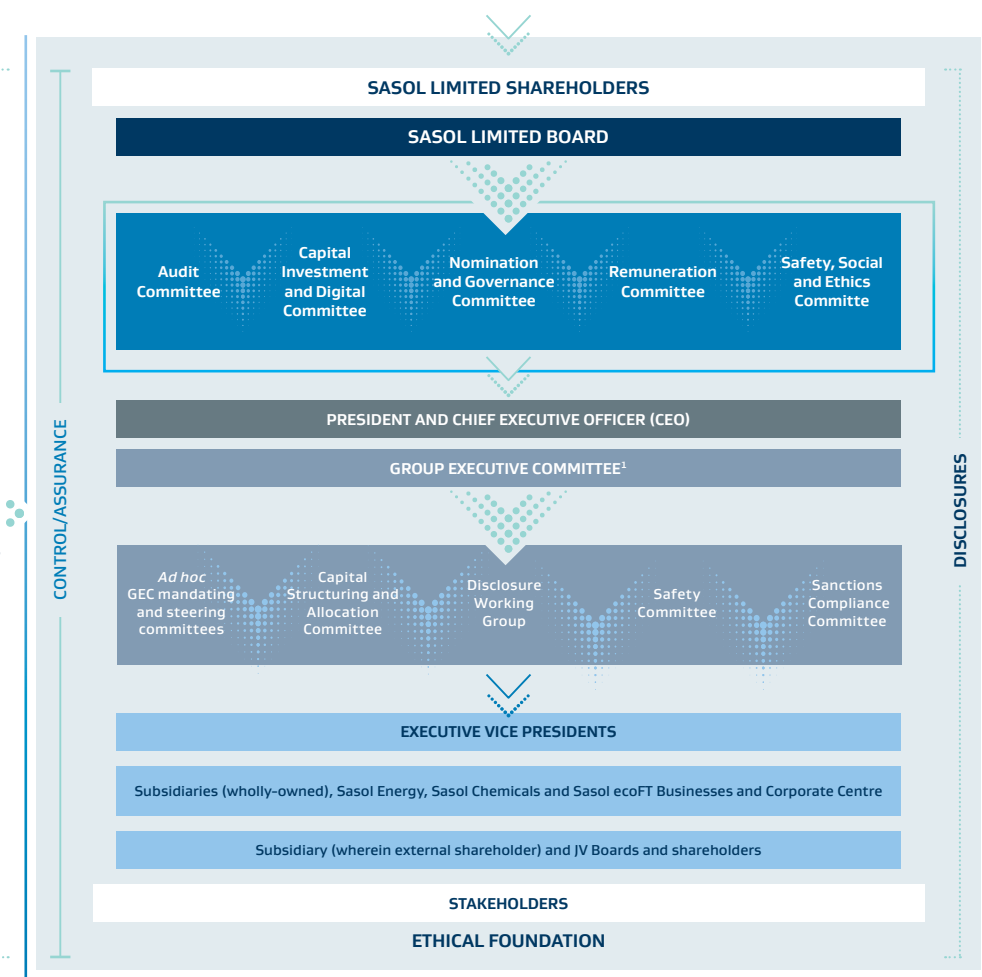 SASOL LIMITED SHAREHOLDERS
SASOL LIMITED BOARD
Audit
Committee
Capital
Investment
and Digital
Committee
Nomination
and Governance
Committee
Remuneration
Committee
Safety, Social
and Ethics
Committe
PRESIDENT AND CHIEF EXECUTIVE OFFICER (CEO)
GROUP EXECUTIVE COMMITTEE¹
Ad hoc
GEC mandating
and steering
committees
Capital
Structuring and
Allocation
Committee
Disclosure
Working
Group
Safety
Committee
Sanctions
Compliance
Committee
EXECUTIVE VICE PRESIDENTS
Subsidiaries (wholly-owned), Sasol Energy, Sasol Chemicals and Sasol ecoFT Businesses and Corporate Centre
Subsidiary (wherein external shareholder) and JV Boards and shareholders
STAKEHOLDERS
ETHICAL FOUNDATION
CONTROL/ASSURANCE
DISCLOSURES